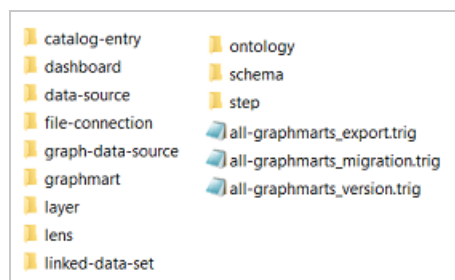 catalog-entry
dashboard
data-source
file-connection
graph-data-source
graphmart
layer
lens
linked-data-set
ontology
schema
step
all-graphmarts_export.trig
all-graphmarts_migration.trig
all-graphmarts_version.trig